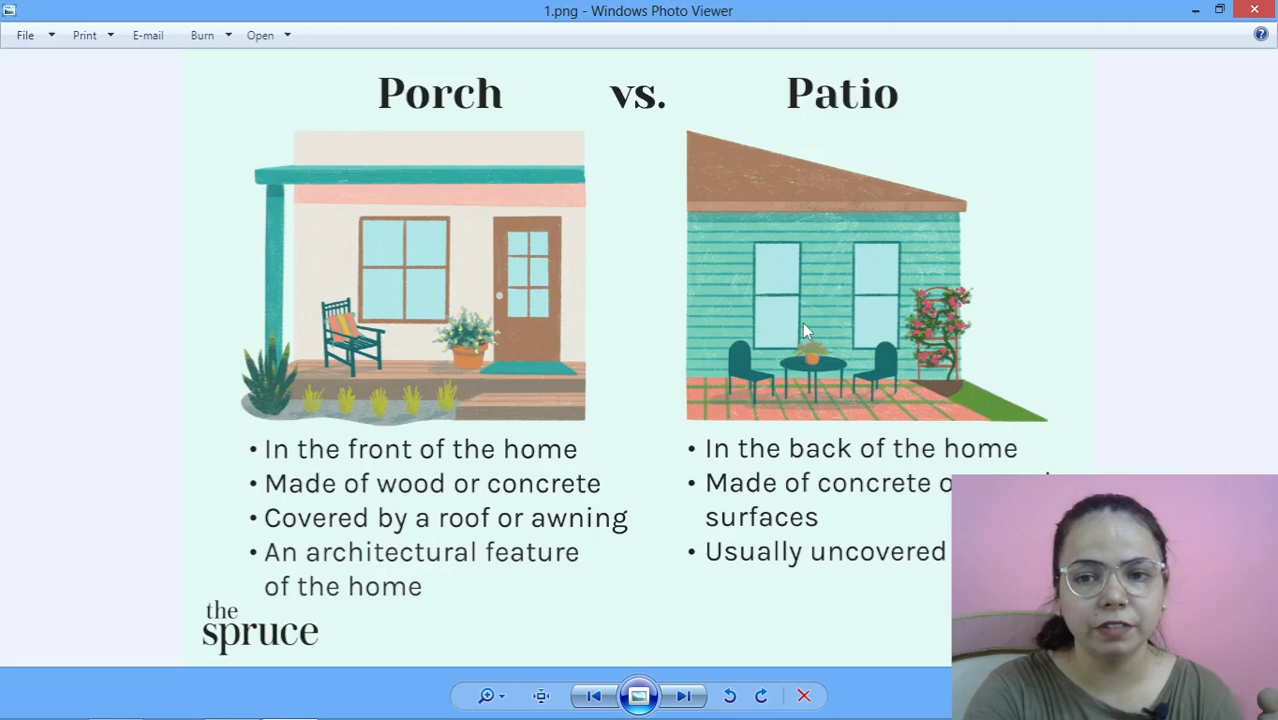 1.png - Windows Photo Viewer
File Print E-mail Burn Open
Porch vs. Patio
• In the front of the home
• Made of wood or concrete
• Covered by a roof or awning
• An architectural feature
of the home
• In the back of the home
• Made of concrete
surfaces
• Usually uncovered
the
spruce